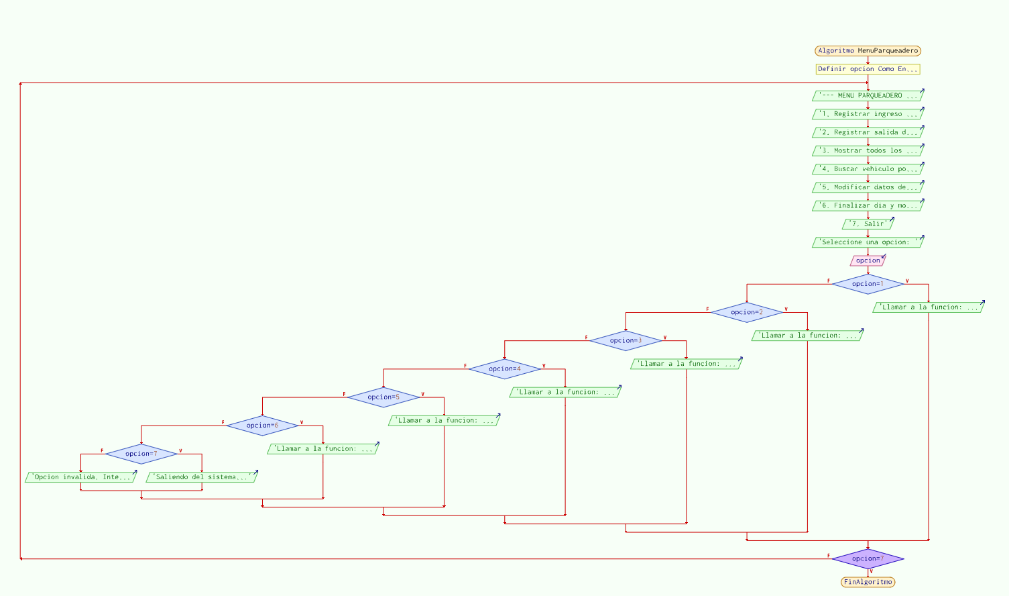 Algoritmo MenuParqueadero
Definir opcion Como En...
'--- MENU PARQUEADERO ...
'1. Registrar ingreso ...
'2. Registrar salida d...
'3. Mostrar todos los ...
'4. Buscar vehiculo po...
'5. Modificar datos de...
'6. Finalizar dia y mo...
'7. Salir'
'Seleccione una opcion: '
opcion
F opcion=1 V
'Llamar a la funcion: ...
F opcion=2 V
'Llamar a la funcion: ...
F opcion=3 V
'Llamar a la funcion: ...
F opcion=4 V
'Llamar a la funcion: ...
F opcion=5 V
'Llamar a la funcion: ...
F opcion=6 V
'Llamar a la funcion: ...
F opcion=7 V
'Opcion invalida. Inte...
'Saliendo del sistema...'
F opcion=7
V
FinAlgoritmo